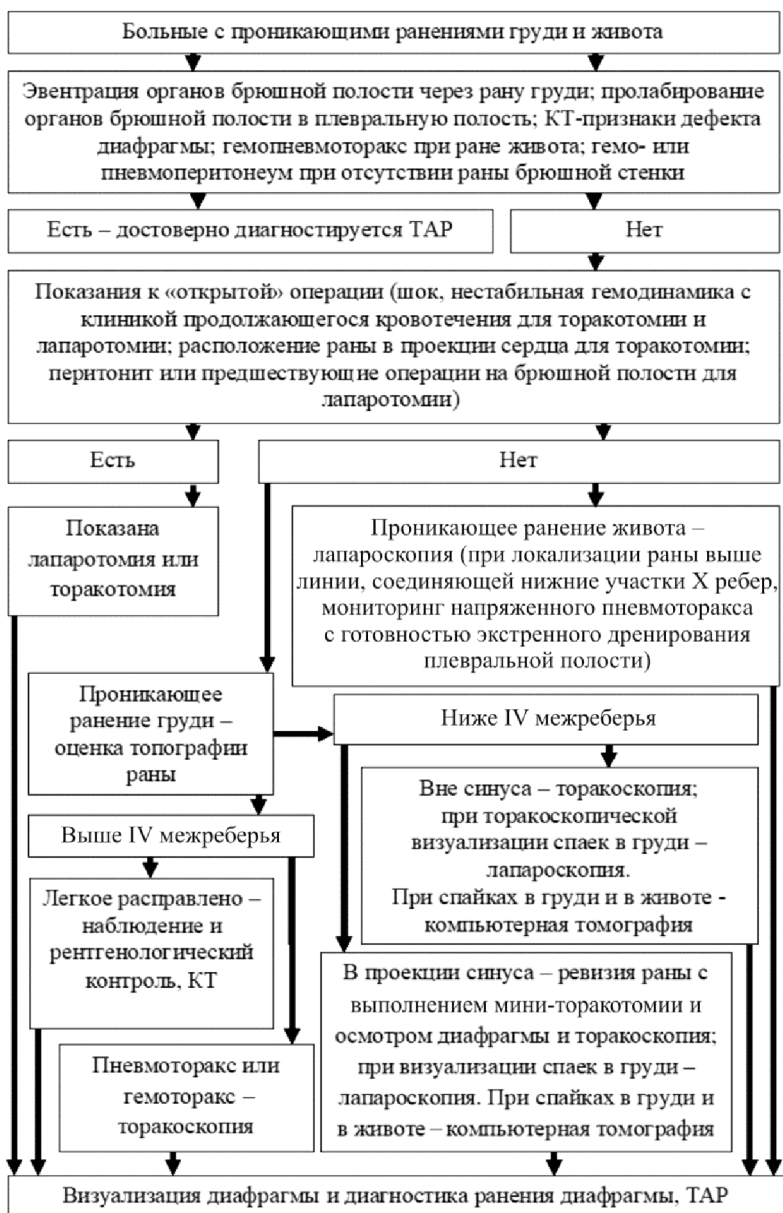 Больные с проникающими ранениями груди и живота
Эвентрация органов брюшной полости через рану груди; пролабирование
органов брюшной полости в плевральную полость; КТ-признаки дефекта
диафрагмы; гемопневмоторакс при ране живота; гемо- или
пневмоперитонеум при отсутствии раны брюшной стенки
Есть – достоверно диагностируется ТАР
Нет
Показания к «открытой» операции (шок, нестабильная гемодинамика с
клиникой продолжающегося кровотечения для торакотомии и
лапаротомии; расположение раны в проекции сердца для торакотомии;
перитонит или предшествующие операции на брюшной полости для
лапаротомии)
Есть
Нет
Показана
лапаротомия или
торакотомия
Проникающее ранение живота –
лапароскопия (при локализации раны выше
линии, соединяющей нижние участки X ребер,
мониторинг напряженного пневмоторакса
с готовностью экстренного дренирования
плевральной полости)
Проникающее
ранение груди –
оценка топографии
раны
Ниже IV межреберья
Вне синуса – торакоскопия;
при торакоскопической
визуализации спаек в груди –
лапароскопия.
При спайках в груди и в животе -
компьютерная томография
Выше IV межреберья
Легкое расправлено –
наблюдение и
рентгенологический
контроль, КТ
В проекции синуса – ревизия раны с
выполнением мини-торакотомии и
осмотром диафрагмы и торакоскопия;
при визуализации спаек в груди –
лапароскопия. При спайках в груди и
в животе – компьютерная томография
Пневмоторакс или
гемоторакс –
торакоскопия
Визуализация диафрагмы и диагностика ранения диафрагмы, ТАР